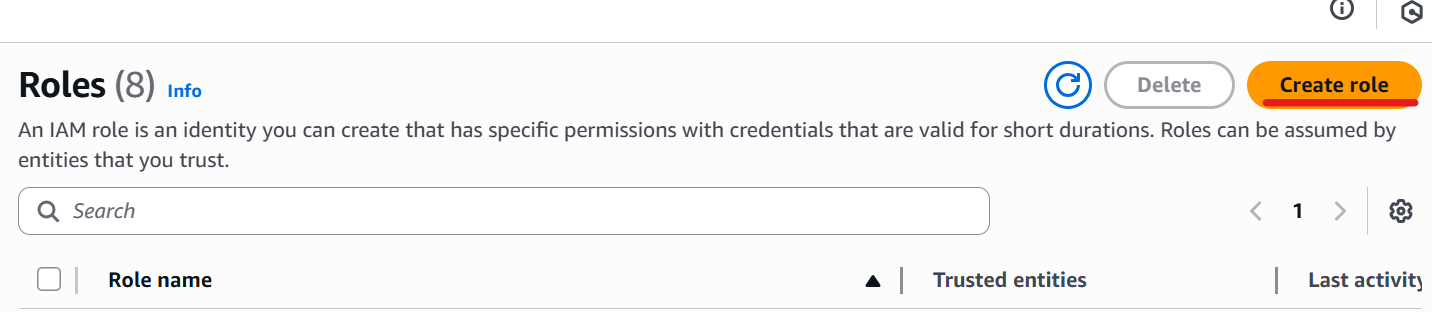 Roles (8) Info
Delete
Create role
An IAM role is an identity you can create that has specific permissions with credentials that are valid for short durations. Roles can be assumed by
entities that you trust.
Search
1
Role name
Trusted entities
Last activity